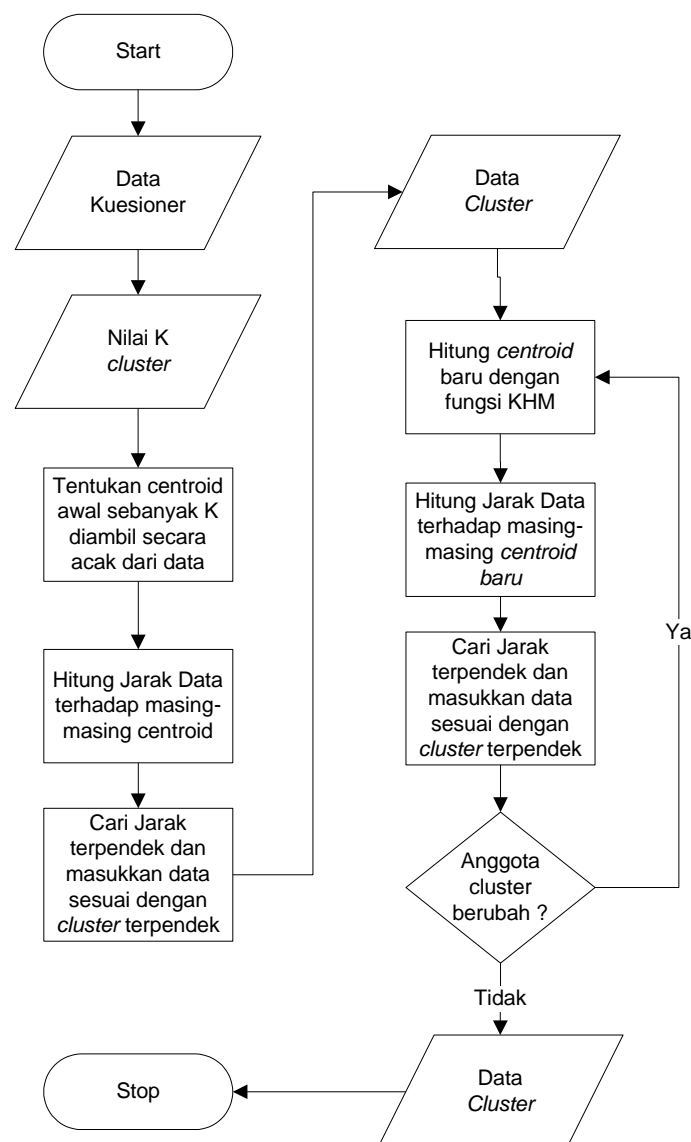 Start
Data
Kuesioner
Nilai K
cluster
Tentukan centroid
awal sebanyak K
diambil secara
acak dari data
Hitung Jarak Data
terhadap masing-
masing centroid
Cari Jarak
terpendek dan
masukkan data
sesuai dengan
cluster terpendek
Data
Cluster
Hitung centroid
baru dengan
fungsi KHM
Hitung Jarak Data
terhadap masing-
masing centroid
baru
Cari Jarak
terpendek dan
masukkan data
sesuai dengan
cluster terpendek
Anggota
cluster
berubah ?
Ya
Tidak
Data
Cluster
Stop